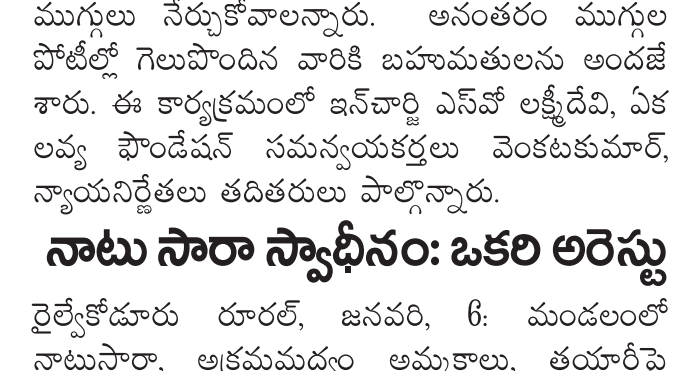 ముగ్గులు నేర్చుకోవాలన్నారు. అనంతరం ముగ్గుల
పోటీల్లో గెలుపొందిన వారికి బహుమతులను అందజే
శారు. ఈ కార్యక్రమంలో ఇన్‌చార్జి ఎస్‌వో లక్ష్మీదేవి, ఏక
లవ్య ఫౌండేషన్ సమన్వయకర్తలు వెంకటకుమార్,
న్యాయనిర్ణేతలు తదితరులు పాల్గొన్నారు.
నాటు సారా స్వాధీనం: ఒకరి అరెస్టు
రైల్వేకోడూరు రూరల్, జనవరి, 6: మండలంలో
నాటుసారా, అక్రమమద్యం అమ్మకాలు, తయారీపై